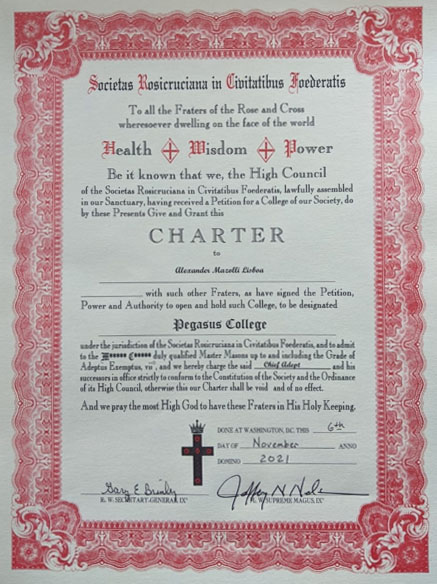 Societas Rosicruciana in Civitatibus Foederatis
To all the Fraters of the Rose and Cross
wheresoever dwelling on the face of the world
Health Wisdom Power
Be it known that we, the High Council
of the Societas Rosicruciana in Civitatibus Foederatis, lawfully assembled
in our Sanctuary, having received a Petition for a College of our Society, do
by these Presents Give and Grant this
CHARTER
to
Alexander Mazolli Lisboa
, with such other Fraters, as have signed the Petition,
Power and Authority to open and hold such College, to be designated
Pegasus College
under the jurisdiction of the Societas Rosicruciana in Civitatibus Foederatis, and to admit
to the H***** C***** duly qualified Master Masons up to and including the Grade of
Adeptus Exemptus, vii°, and we hereby charge the said Chief Adept and his
successors in office strictly to conform to the Constitution of the Society and the Ordinance
of its High Council, otherwise this our Charter shall be void and of no effect.
And we pray the most High God to have these Fraters in His Holy Keeping.
DONE AT WASHINGTON, D.C. THIS 6th
DAY OF November ANNO
DOMINO 2021
R. W. SECRETARY-GENERAL, IX°
W. SUPREME MAGUS, IX°